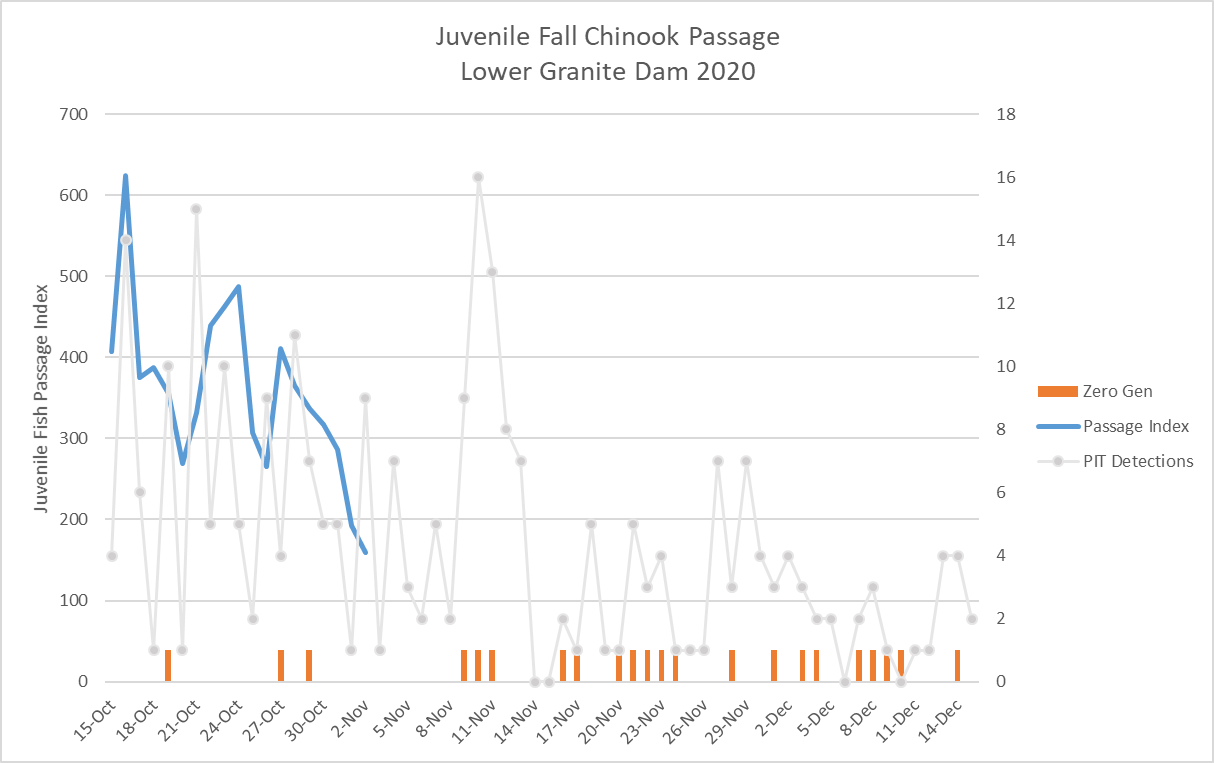 Juvenile Fall Chinook Passage
Lower Granite Dam 2020
Juvenile Fish Passage Index
700
600
500
400
300
200
100
0
18
16
14
12
10
8
6
4
2
0
Zero Gen
Passage Index
PIT Detections
15-Oct
18-Oct
21-Oct
24-Oct
27-Oct
30-Oct
2-Nov
5-Nov
8-Nov
11-Nov
14-Nov
17-Nov
20-Nov
23-Nov
26-Nov
29-Nov
2-Dec
5-Dec
8-Dec
11-Dec
14-Dec